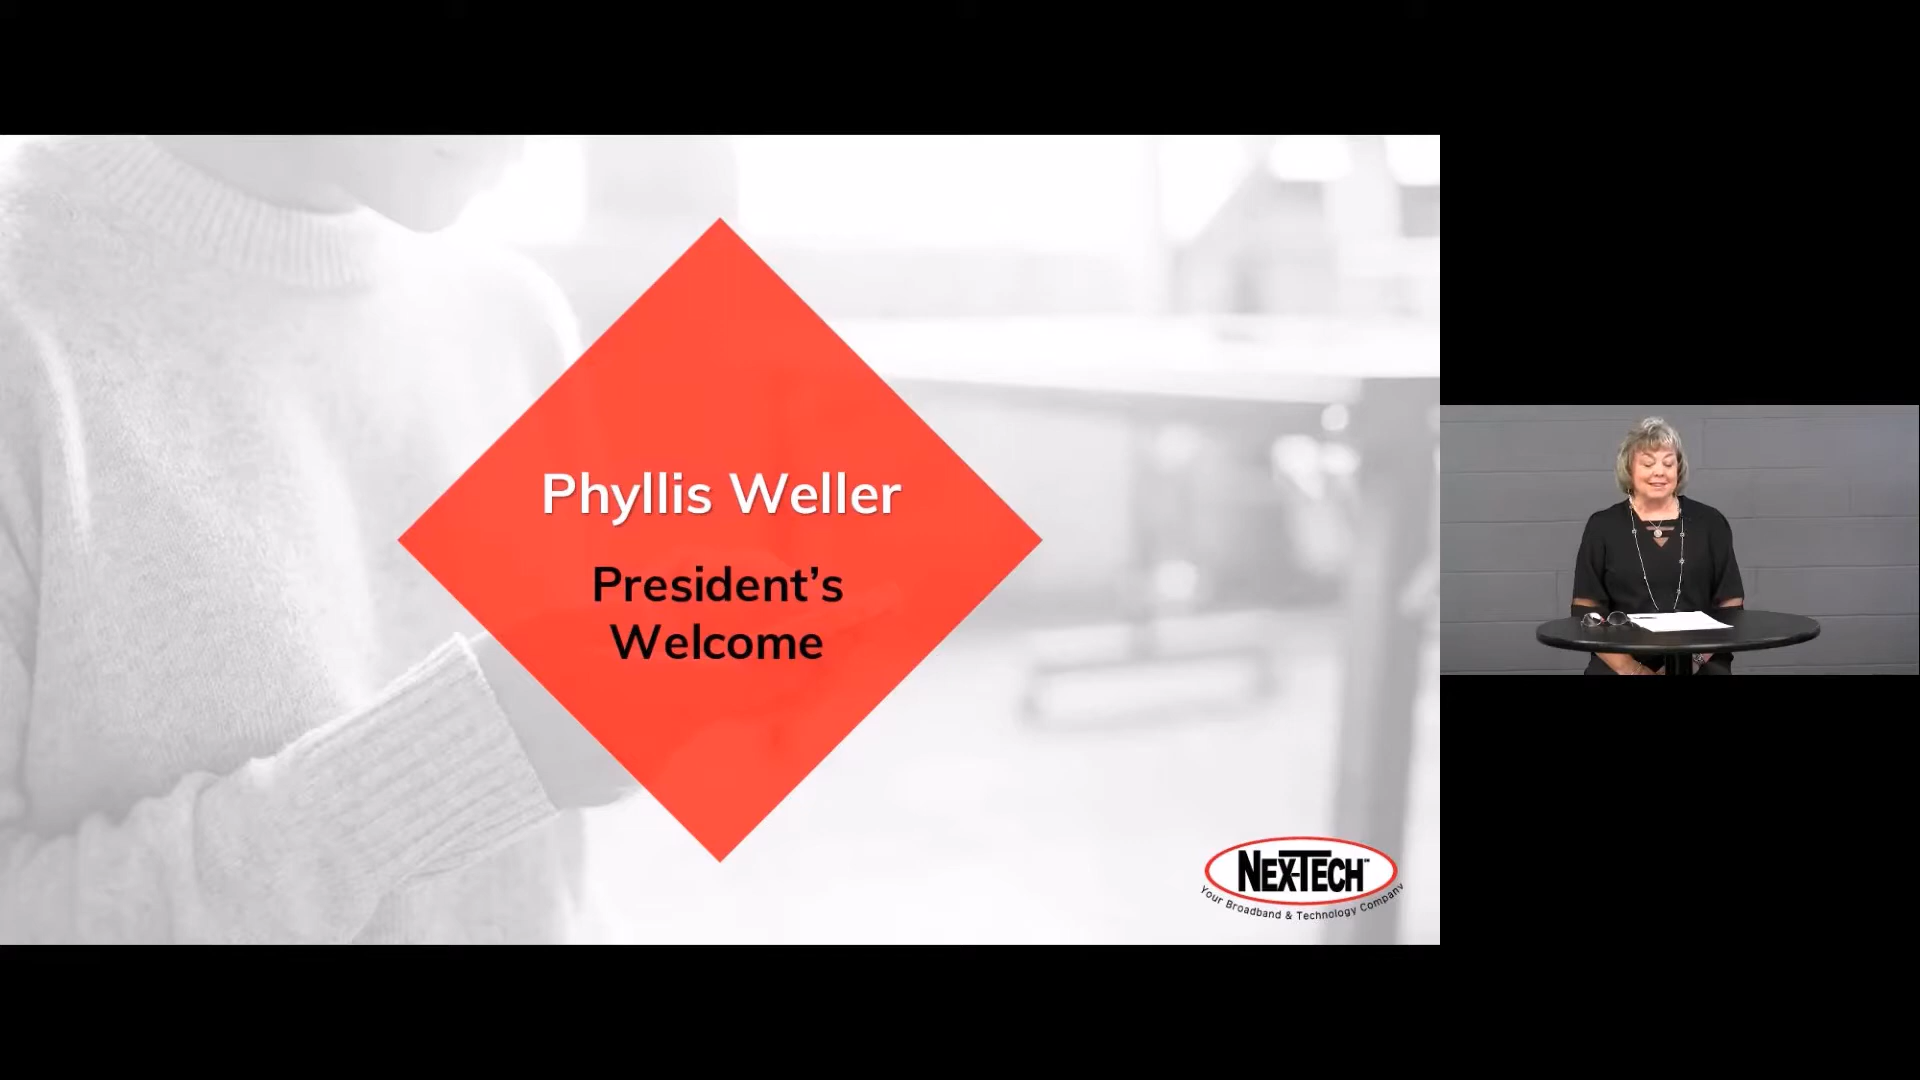 Phyllis Weller
President’s
Welcome
NEX-TECH
Your Broadband & Technology Company